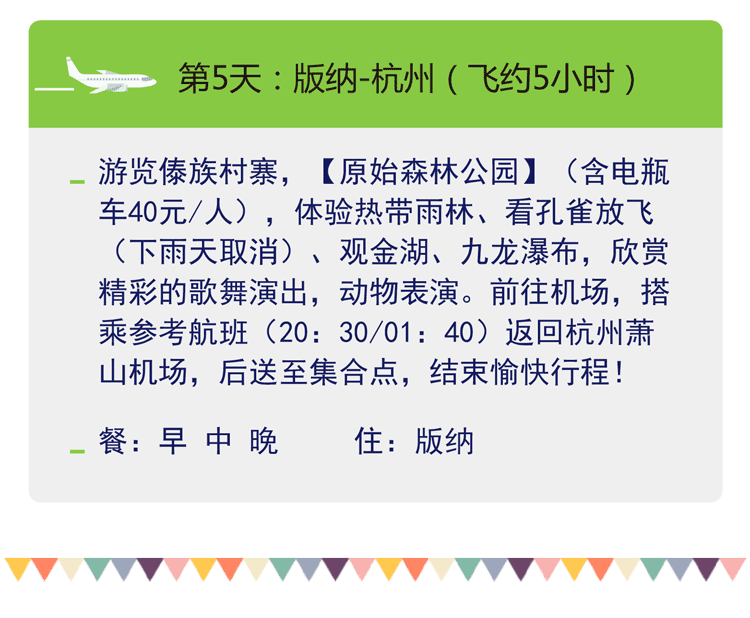 第5天：版纳-杭州（飞约5小时）
游览傣族村寨，【原始森林公园】（含电瓶
车40元/人），体验热带雨林、看孔雀放飞
（下雨天取消）、观金湖、九龙瀑布，欣赏
精彩的歌舞演出，动物表演。前往机场，搭
乘参考航班（20：30/01：40）返回杭州萧
山机场，后送至集合点，结束愉快行程！
餐：早 中 晚 住：版纳